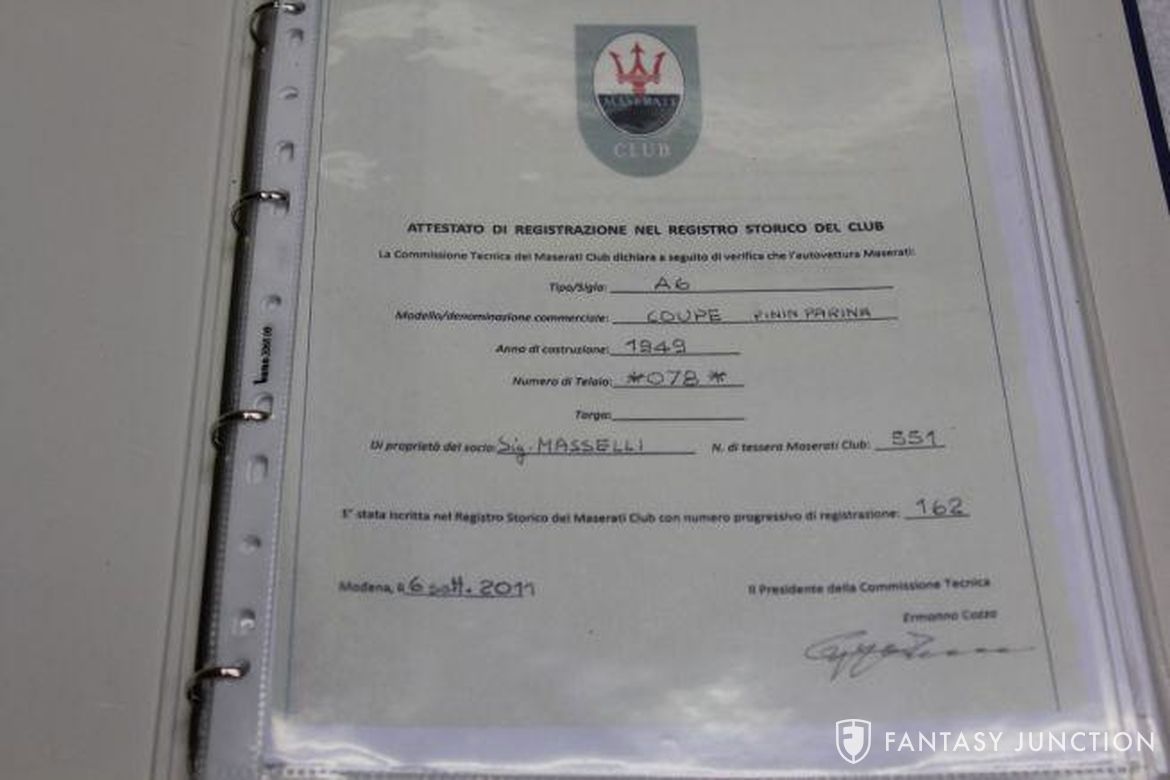 MASERATI
CLUB
ATTESTATO DI REGISTRAZIONE NEL REGISTRO STORICO DEL CLUB
La Commissione Tecnica del Maserati Club dichiara a seguito di verifica che l'autovettura Maserati:
Tipo/Sigla: A6
Modello/denominazione commerciale: COUPE PININ PARINA
Anno di costruzione: 1949
Numero di Telaio: *078*
Targa:
Di proprietà del socio: Sig. MASSELLI N. di tessera Maserati Club: 551
E' stata iscritta nel Registro Storico del Maserati Club con numero progressivo di registrazione: 162
Modena, il 6 sett. 2011
Il Presidente della Commissione Tecnica
Ermanno Cozza
FANTASY JUNCTION